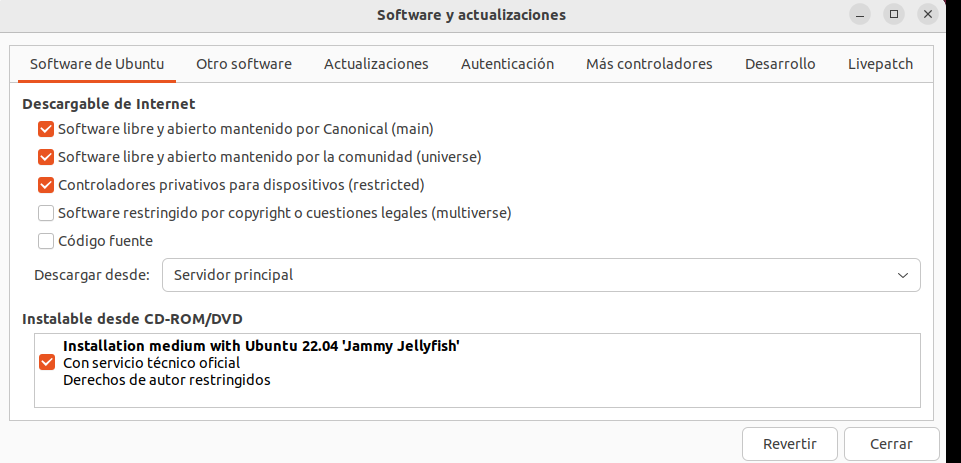 Software y actualizaciones
Software de Ubuntu Otro software Actualizaciones Autenticación Más controladores Desarrollo Livepatch
Descargable de Internet
Software libre y abierto mantenido por Canonical (main)
Software libre y abierto mantenido por la comunidad (universe)
Controladores privativos para dispositivos (restricted)
Software restringido por copyright o cuestiones legales (multiverse)
Código fuente
Descargar desde: Servidor principal
Instalable desde CD-ROM/DVD
Installation medium with Ubuntu 22.04 'Jammy Jellyfish'
Con servicio técnico oficial
Derechos de autor restringidos
Revertir Cerrar